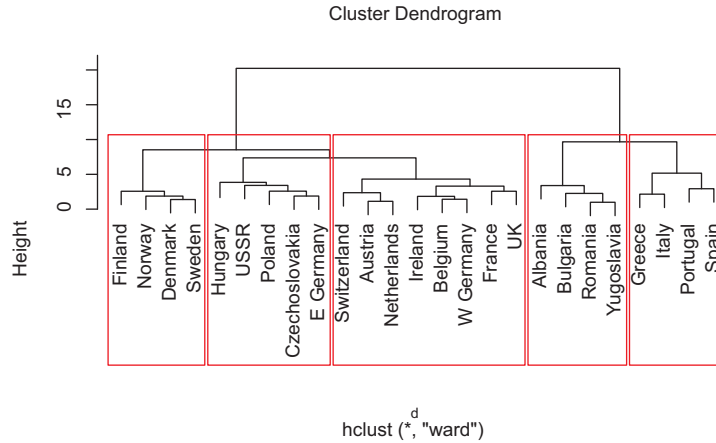 Cluster Dendrogram
Height
15
5
0
Finland
Norway
Denmark
Sweden
Hungary
USSR
Poland
Czechoslovakia
E Germany
Switzerland
Austria
Netherlands
Ireland
Belgium
W Germany
France
UK
Albania
Bulgaria
Romania
Yugoslavia
Greece
Italy
Portugal
Spain
d
hclust (*, "ward")